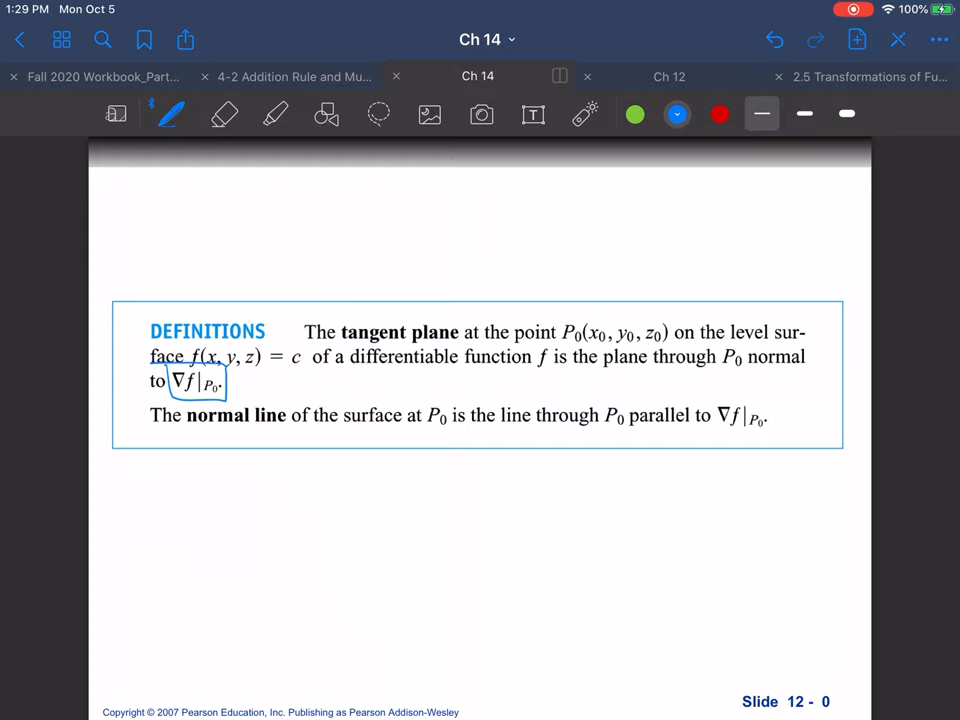 1:29 PM Mon Oct 5
100%
Ch 14
Fall 2020 Workbook_Part...
4-2 Addition Rule and Mu...
Ch 14
Ch 12
2.5 Transformations of Fu...
T
DEFINITIONS The tangent plane at the point P₀(x₀, y₀, z₀) on the level sur-
face f(x, y, z) = c of a differentiable function f is the plane through P₀ normal
to ∇f|P₀.
The normal line of the surface at P₀ is the line through P₀ parallel to ∇f|P₀.
Slide 12 - 0
Copyright © 2007 Pearson Education, Inc. Publishing as Pearson Addison-Wesley